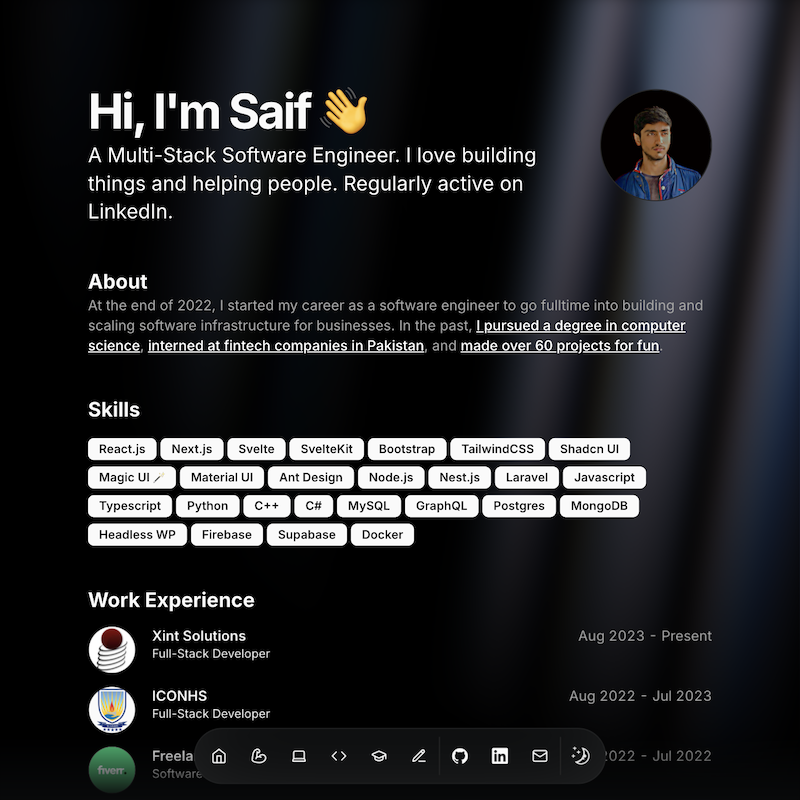 Hi, I'm Saif 👋
A Multi-Stack Software Engineer. I love building
things and helping people. Regularly active on
LinkedIn.
About
At the end of 2022, I started my career as a software engineer to go fulltime into building and
scaling software infrastructure for businesses. In the past, I pursued a degree in computer
science, interned at fintech companies in Pakistan, and made over 60 projects for fun.
Skills
React.js Next.js Svelte SvelteKit Bootstrap TailwindCSS Shadcn UI
Magic UI 🪄 Material UI Ant Design Node.js Nest.js Laravel Javascript
Typescript Python C++ C# MySQL GraphQL Postgres MongoDB
Headless WP Firebase Supabase Docker
Work Experience
Xint Solutions Aug 2023 - Present
Full-Stack Developer
ICONHS Aug 2022 - Jul 2023
Full-Stack Developer
fiverr. 2022 - Jul 2022
Software